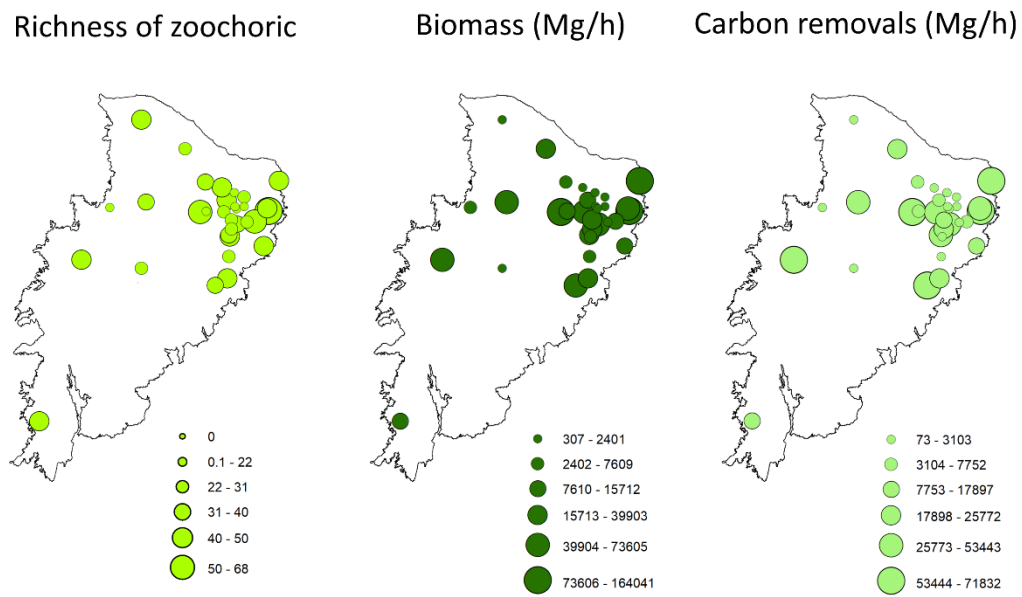 Richness of zoochoric
Biomass (Mg/h)
Carbon removals (Mg/h)
0
0.1 - 22
22 - 31
31 - 40
40 - 50
50 - 68
307 - 2401
2402 - 7609
7610 - 15712
15713 - 39903
39904 - 73605
73606 - 164041
73 - 3103
3104 - 7752
7753 - 17897
17898 - 25772
25773 - 53443
53444 - 71832